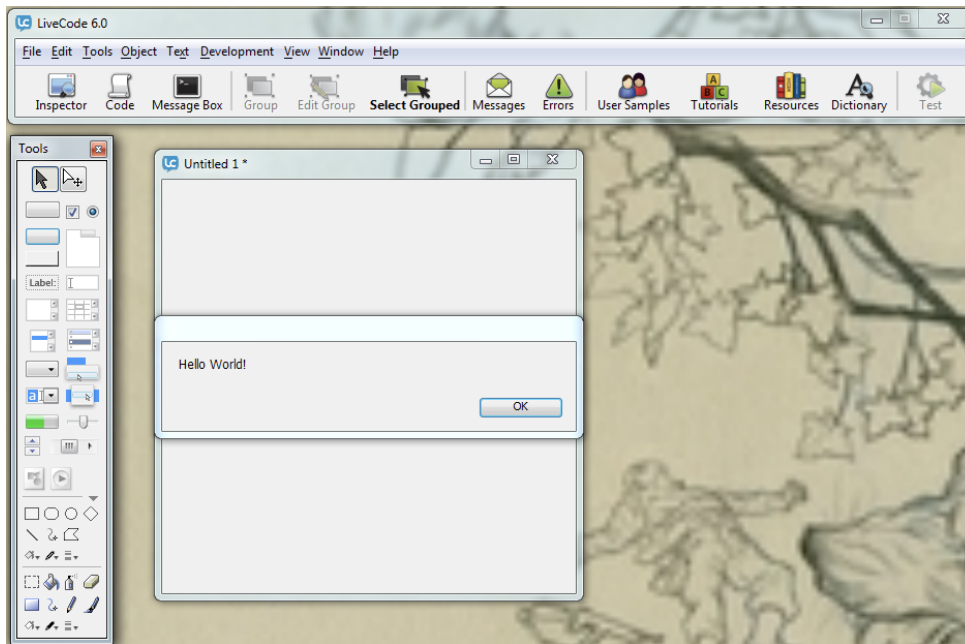 LiveCode 6.0
File Edit Tools Object Text Development View Window Help
Inspector Code Message Box Group Edit Group Select Grouped Messages Errors User Samples Tutorials Resources Dictionary Test
Tools
Untitled 1 *
Label:
Hello World!
OK